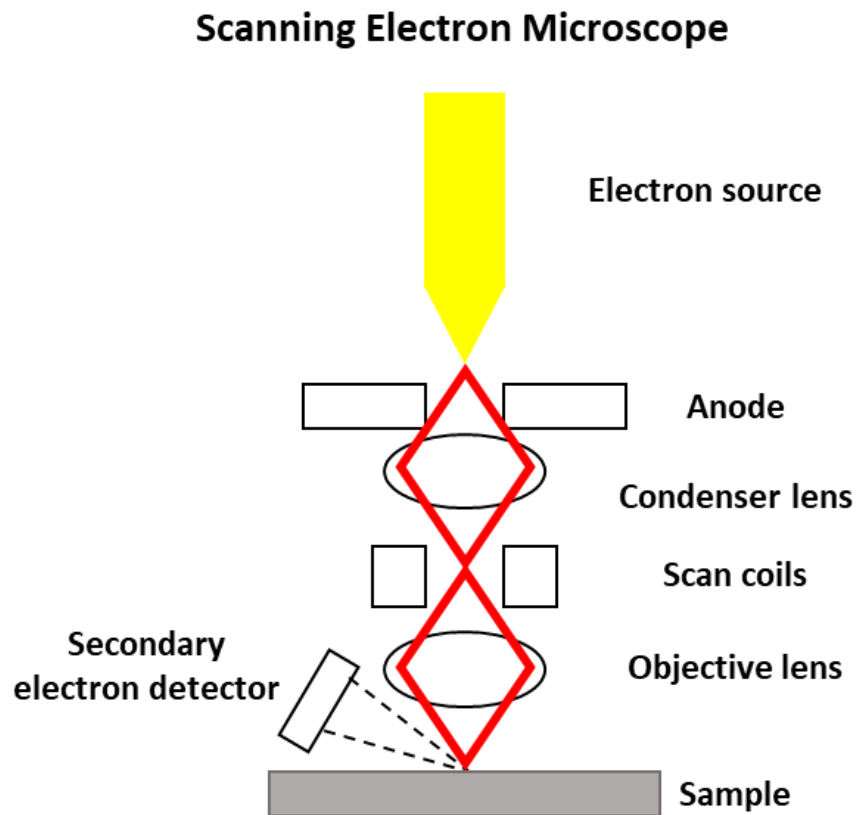 Scanning Electron Microscope
Electron source
Anode
Condenser lens
Scan coils
Objective lens
Secondary
electron detector
Sample